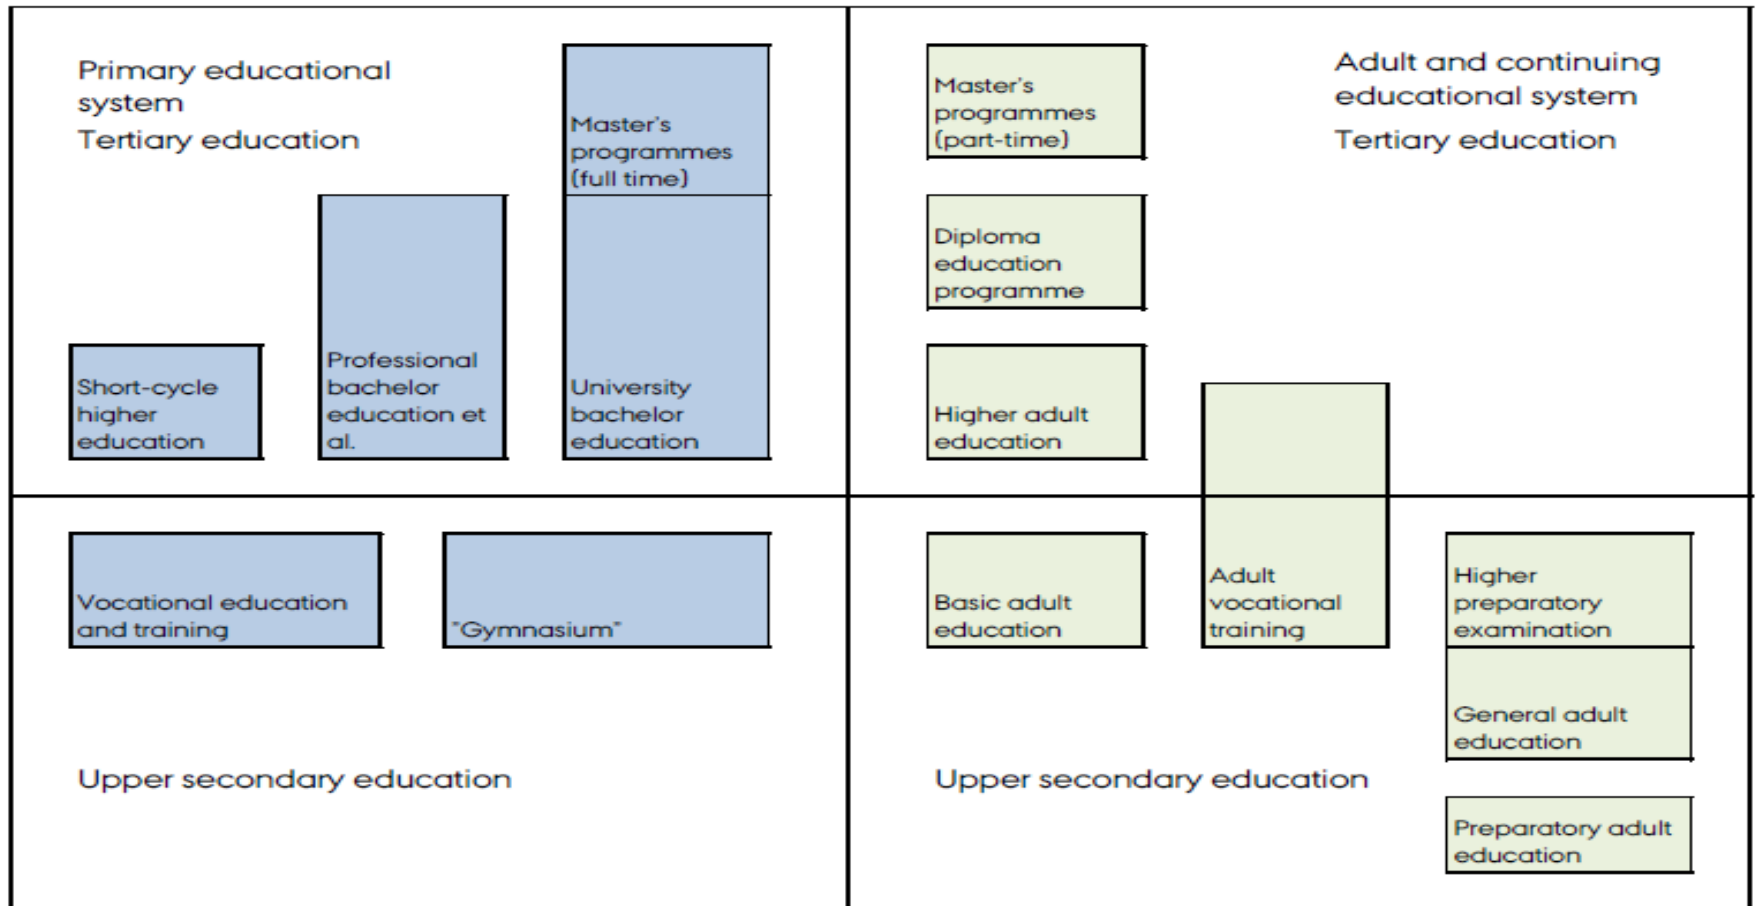 Primary educational
system
Tertiary education
Master's
programmes
(full time)
Short-cycle
higher
education
Professional
bachelor
education et
al.
University
bachelor
education
Master's
programmes
(part-time)
Adult and continuing
educational system
Tertiary education
Diploma
education
programme
Higher adult
education
Vocational education
and training
"Gymnasium"
Upper secondary education
Basic adult
education
Adult
vocational
training
Higher
preparatory
examination
General adult
education
Upper secondary education
Preparatory adult
education